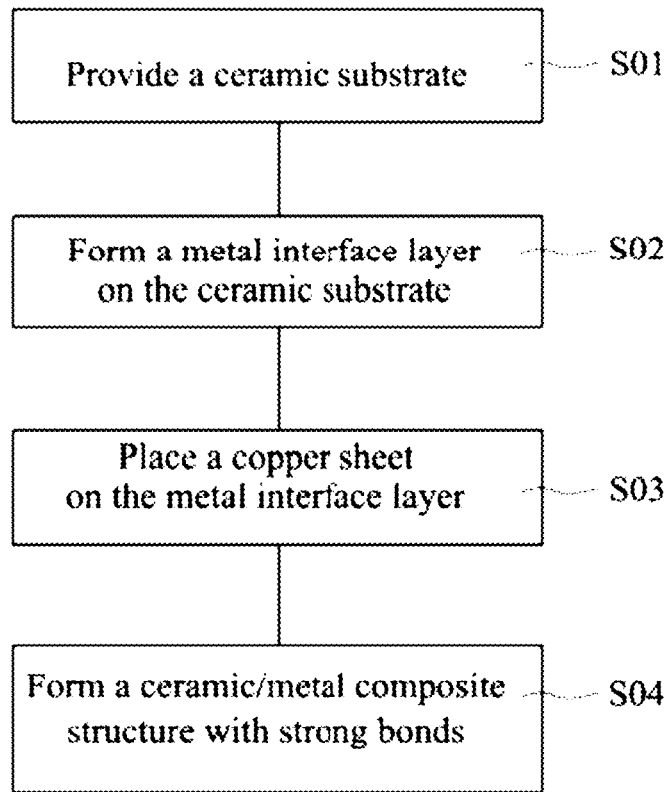 Provide a ceramic substrate
S01
Form a metal interface layer
on the ceramic substrate
S02
Place a copper sheet
on the metal interface layer
S03
Form a ceramic/metal composite
structure with strong bonds
S04